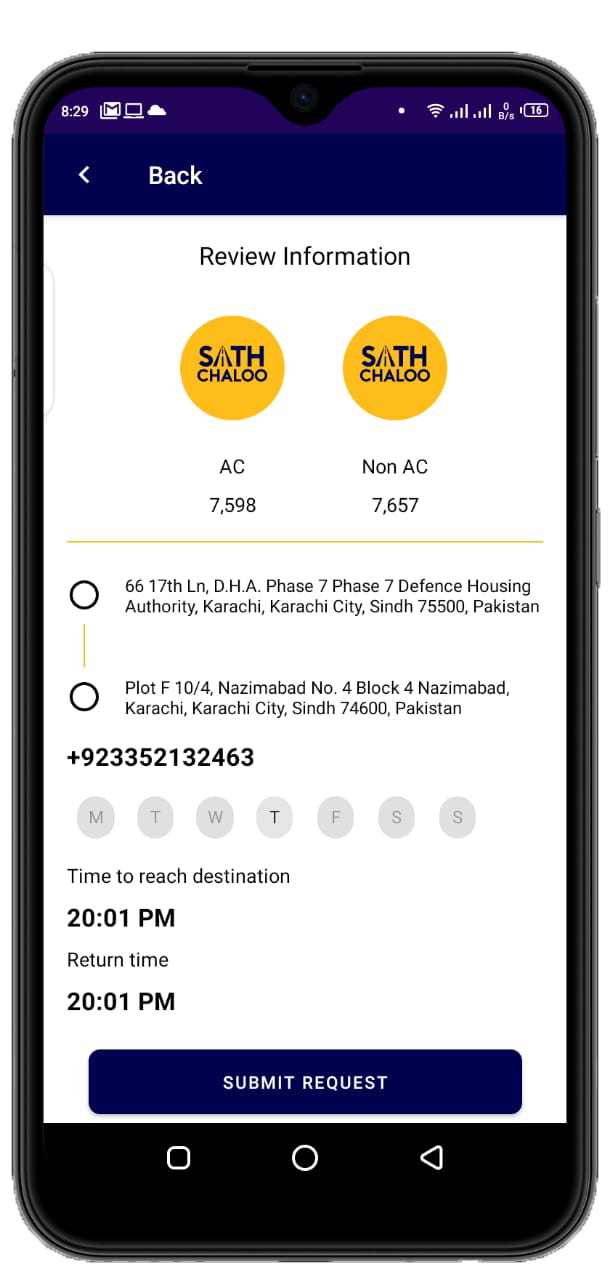 8:29
0
B/s
16
Back
Review Information
SATH
CHALOO
SATH
CHALOO
AC
Non AC
7,598
7,657
66 17th Ln, D.H.A. Phase 7 Phase 7 Defence Housing
Authority, Karachi, Karachi City, Sindh 75500, Pakistan
Plot F 10/4, Nazimabad No. 4 Block 4 Nazimabad,
Karachi, Karachi City, Sindh 74600, Pakistan
+923352132463
M T W T F S S
Time to reach destination
20:01 PM
Return time
20:01 PM
SUBMIT REQUEST